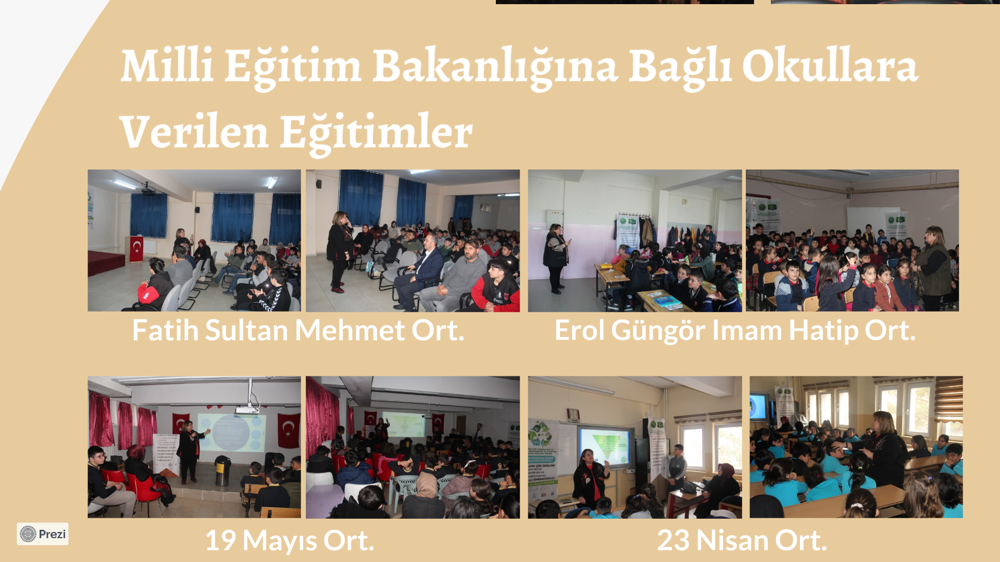 Milli Eğitim Bakanlığına Bağlı Okullara
Verilen Eğitimler
Fatih Sultan Mehmet Ort.
Erol Güngör Imam Hatip Ort.
19 Mayıs Ort.
23 Nisan Ort.
Prezi